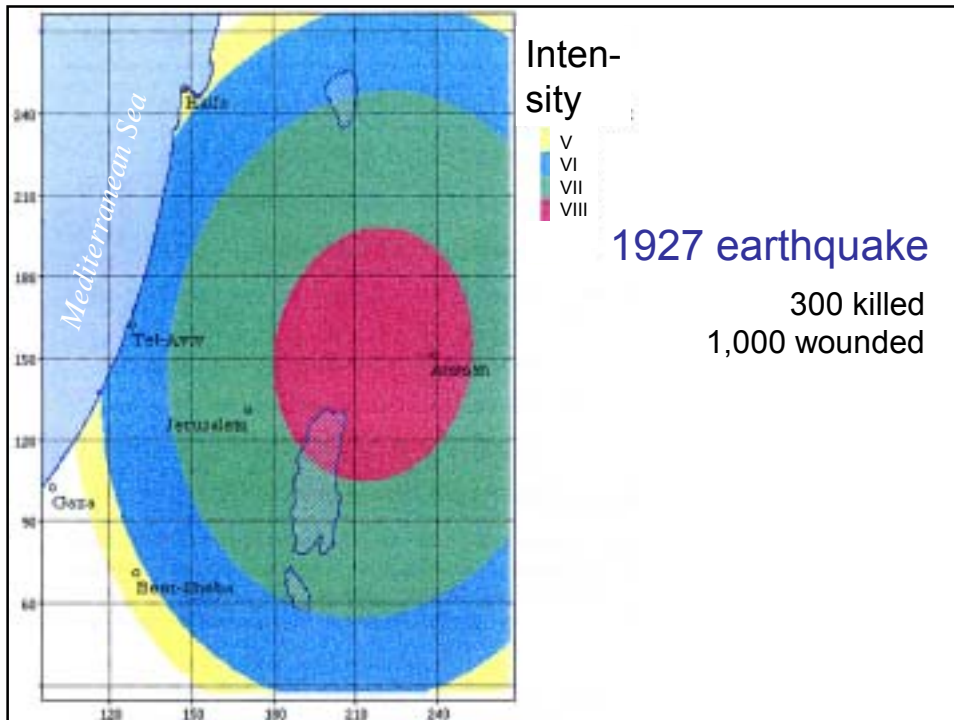 Inten-
sity
V
VI
VII
VIII
1927 earthquake
300 killed
1,000 wounded
Mediterranean Sea
Haifa
Tel-Aviv
Amman
Jerusalem
Gaza
Beer-Sheba
240
210
180
150
120
90
60
120
150
180
210
240